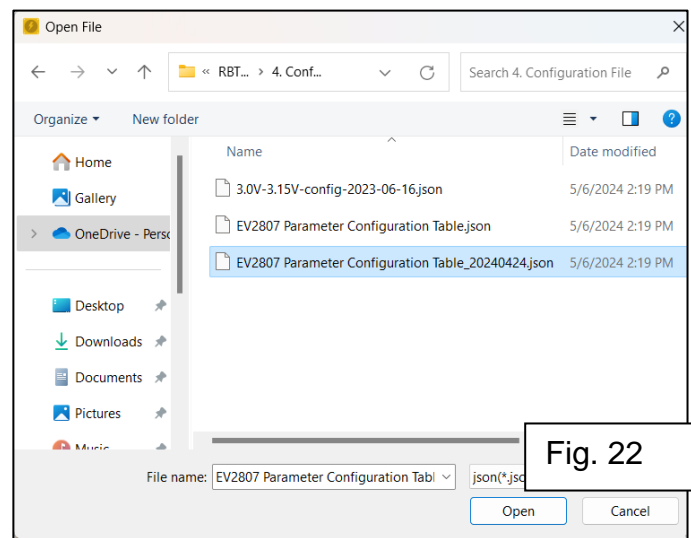 Open File
« RBT... > 4. Conf...
Search 4. Configuration File
Organize
New folder
Name
Date modified
Home
Gallery
OneDrive - Perso
Desktop
Downloads
Documents
Pictures
Music
3.0V-3.15V-config-2023-06-16.json 5/6/2024 2:19 PM
EV2807 Parameter Configuration Table.json 5/6/2024 2:19 PM
EV2807 Parameter Configuration Table_20240424.json 5/6/2024 2:19 PM
File name: EV2807 Parameter Configuration Tabl
json(*.jsc
Fig. 22
Open
Cancel